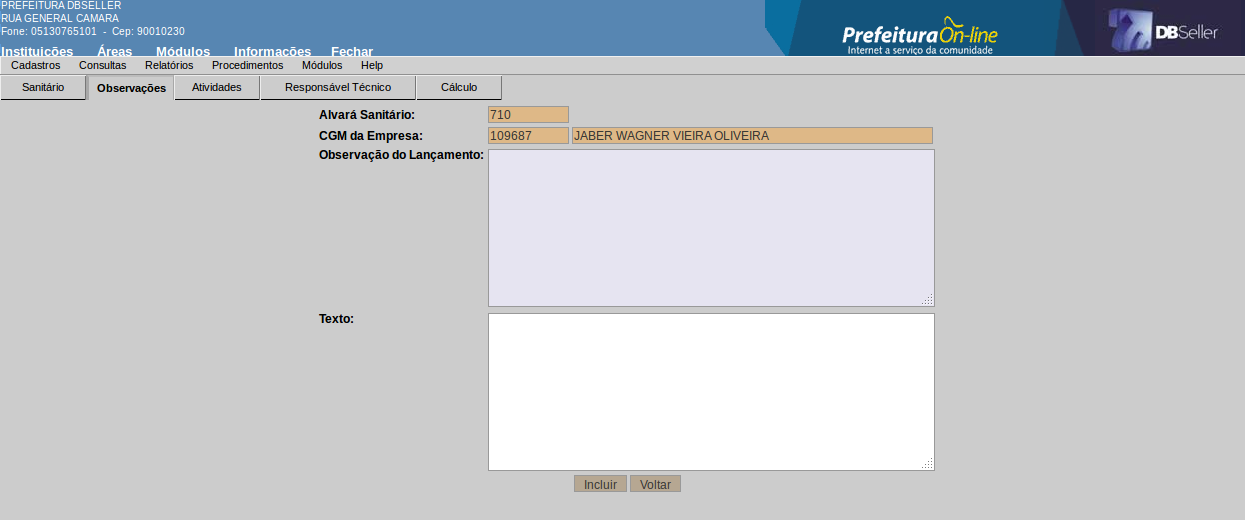 PREFEITURA DBSELLER
RUA GENERAL CAMARA
Fone: 05130765101 - Cep: 90010230
PrefeituraOn-line
Internet a serviço da comunidade
DBSeller
Instituições Áreas Módulos Informações Fechar
Cadastros Consultas Relatórios Procedimentos Módulos Help
Sanitário Observações Atividades Responsável Técnico Cálculo
Alvará Sanitário: 710
CGM da Empresa: 109687 JABER WAGNER VIEIRA OLIVEIRA
Observação do Lançamento:
Texto:
Incluir Voltar